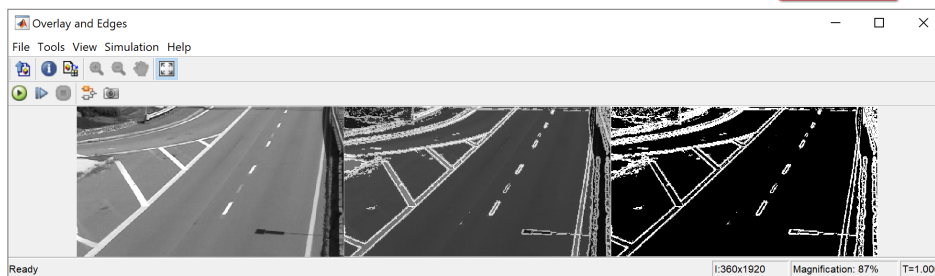 Overlay and Edges
File Tools View Simulation Help
Ready
I:360x1920
Magnification: 87%
T=1.00